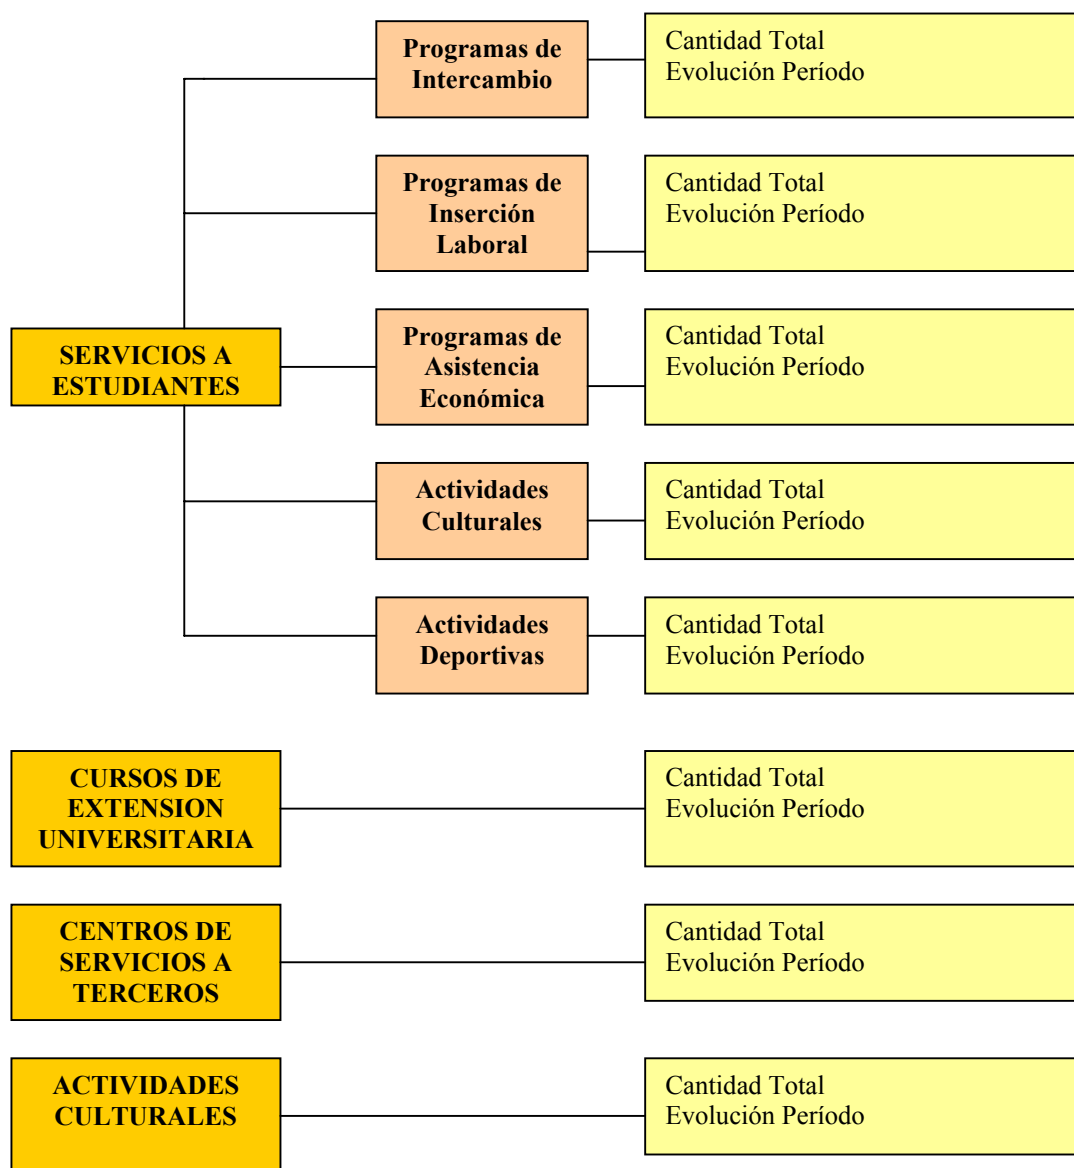 Programas de
Intercambio
Cantidad Total
Evolución Período
Programas de
Inserción
Laboral
Cantidad Total
Evolución Período
SERVICIOS A
ESTUDIANTES
Programas de
Asistencia
Económica
Cantidad Total
Evolución Período
Actividades
Culturales
Cantidad Total
Evolución Período
Actividades
Deportivas
Cantidad Total
Evolución Período
CURSOS DE
EXTENSION
UNIVERSITARIA
Cantidad Total
Evolución Período
CENTROS DE
SERVICIOS A
TERCEROS
Cantidad Total
Evolución Período
ACTIVIDADES
CULTURALES
Cantidad Total
Evolución Período